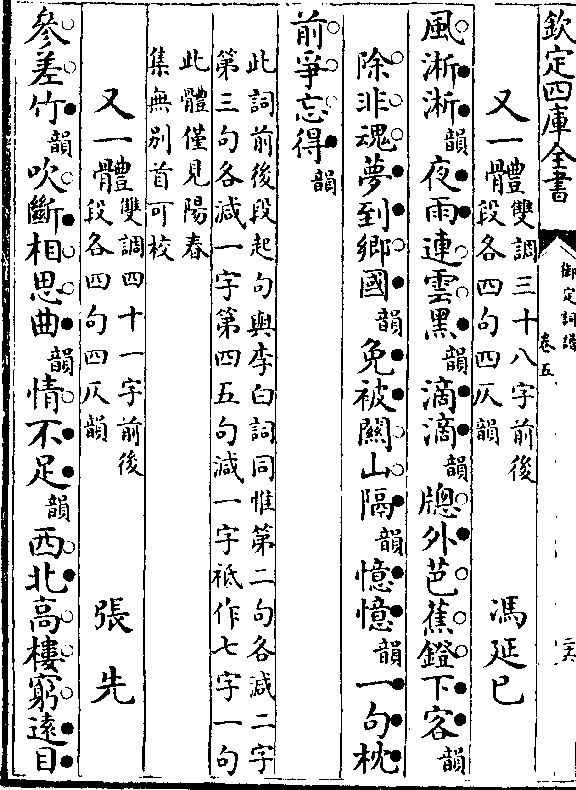 欽定四庫全書
御定詞譜
卷五
二六
又一體雙調三十八字前後段各四句四仄韻 馮延巳
風淅淅韻夜雨連雲黑韻滴滴韻牕外芭蕉鐙下客韻
除非魂夢到鄉國韻免被關山隔韻憶憶韻一句枕
前爭忘得韻
此詞前後段起句與李白詞同惟第二句各減二字
第三句各減一字第四五句減一字祗作七字一句
此體僅見陽春
集無别首可校
又一體雙調四十一字前後段各四句四仄韻 張先
參差竹韻吹斷相思曲韻情不足韻西北高樓窮遠目